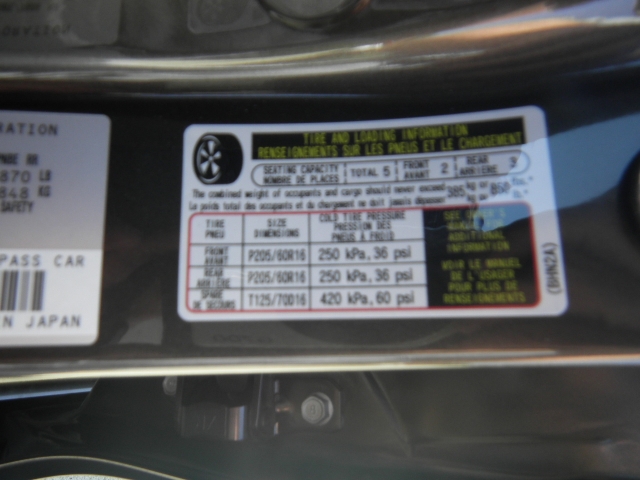 RATION
RR
870 LB
848 KG
SAFETY
PASS CAR
N JAPAN
TIRE AND LOADING INFORMATION
RENSEIGNEMENTS SUR LES PNEUS ET LE CHARGEMENT
SEATING CAPACITY
NOMBRE DE PLACES
TOTAL 5
FRONT
AVANT
2
REAR
ARRIÈRE
3
The combined weight of occupants and cargo should never exceed 385 kg or 850 lbs.
Le poids total des occupants et du chargement ne doit jamais dépasser kg ou
TIRE
PNEU
SIZE
DIMENSIONS
COLD TIRE PRESSURE
PRESSION DES
PNEUS À FROID
FRONT
AVANT
P205/60R16
250 kPa, 36 psi
REAR
ARRIÈRE
P205/60R16
250 kPa, 36 psi
SPARE
DE SECOURS
T125/70D16
420 kPa, 60 psi
SEE OWNER'S
ADDITIONAL
INFORMATION
VOIR LE MANUEL
DE L'USAGER
POUR PLUS DE
RENSEIGNEMENTS
(BHN2A)